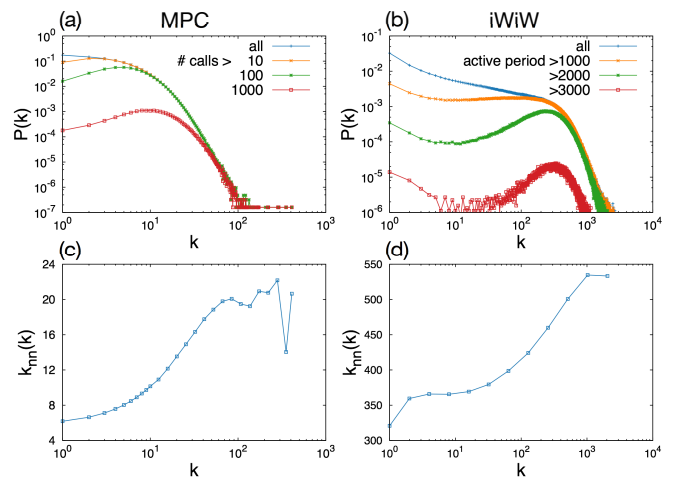 (a) MPC
P(k)
10^0
10^-1
10^-2
10^-3
10^-4
10^-5
10^-6
10^-7
all
# calls > 10
100
1000
10^0 10^1 10^2 10^3
k
(b) iWiW
P(k)
10^-1
10^-2
10^-3
10^-4
10^-5
10^-6
all
active period >1000
>2000
>3000
10^0 10^1 10^2 10^3 10^4
k
(c)
k_nn(k)
24
20
16
12
8
4
10^0 10^1 10^2 10^3
k
(d)
k_nn(k)
550
500
450
400
350
300
10^0 10^1 10^2 10^3 10^4
k